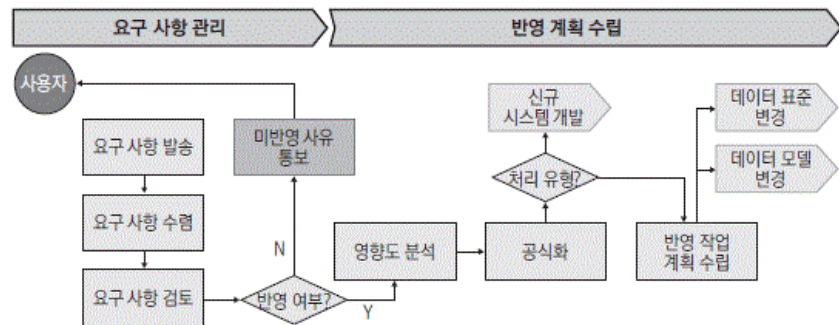 요구 사항 관리
반영 계획 수립
사용자
요구 사항 발송
미반영 사유
통보
신규
시스템 개발
데이터 표준
변경
데이터 모델
변경
처리 유형?
요구 사항 수렴
N
영향도 분석
공식화
반영 작업
계획 수립
요구 사항 검토
반영 여부?
Y